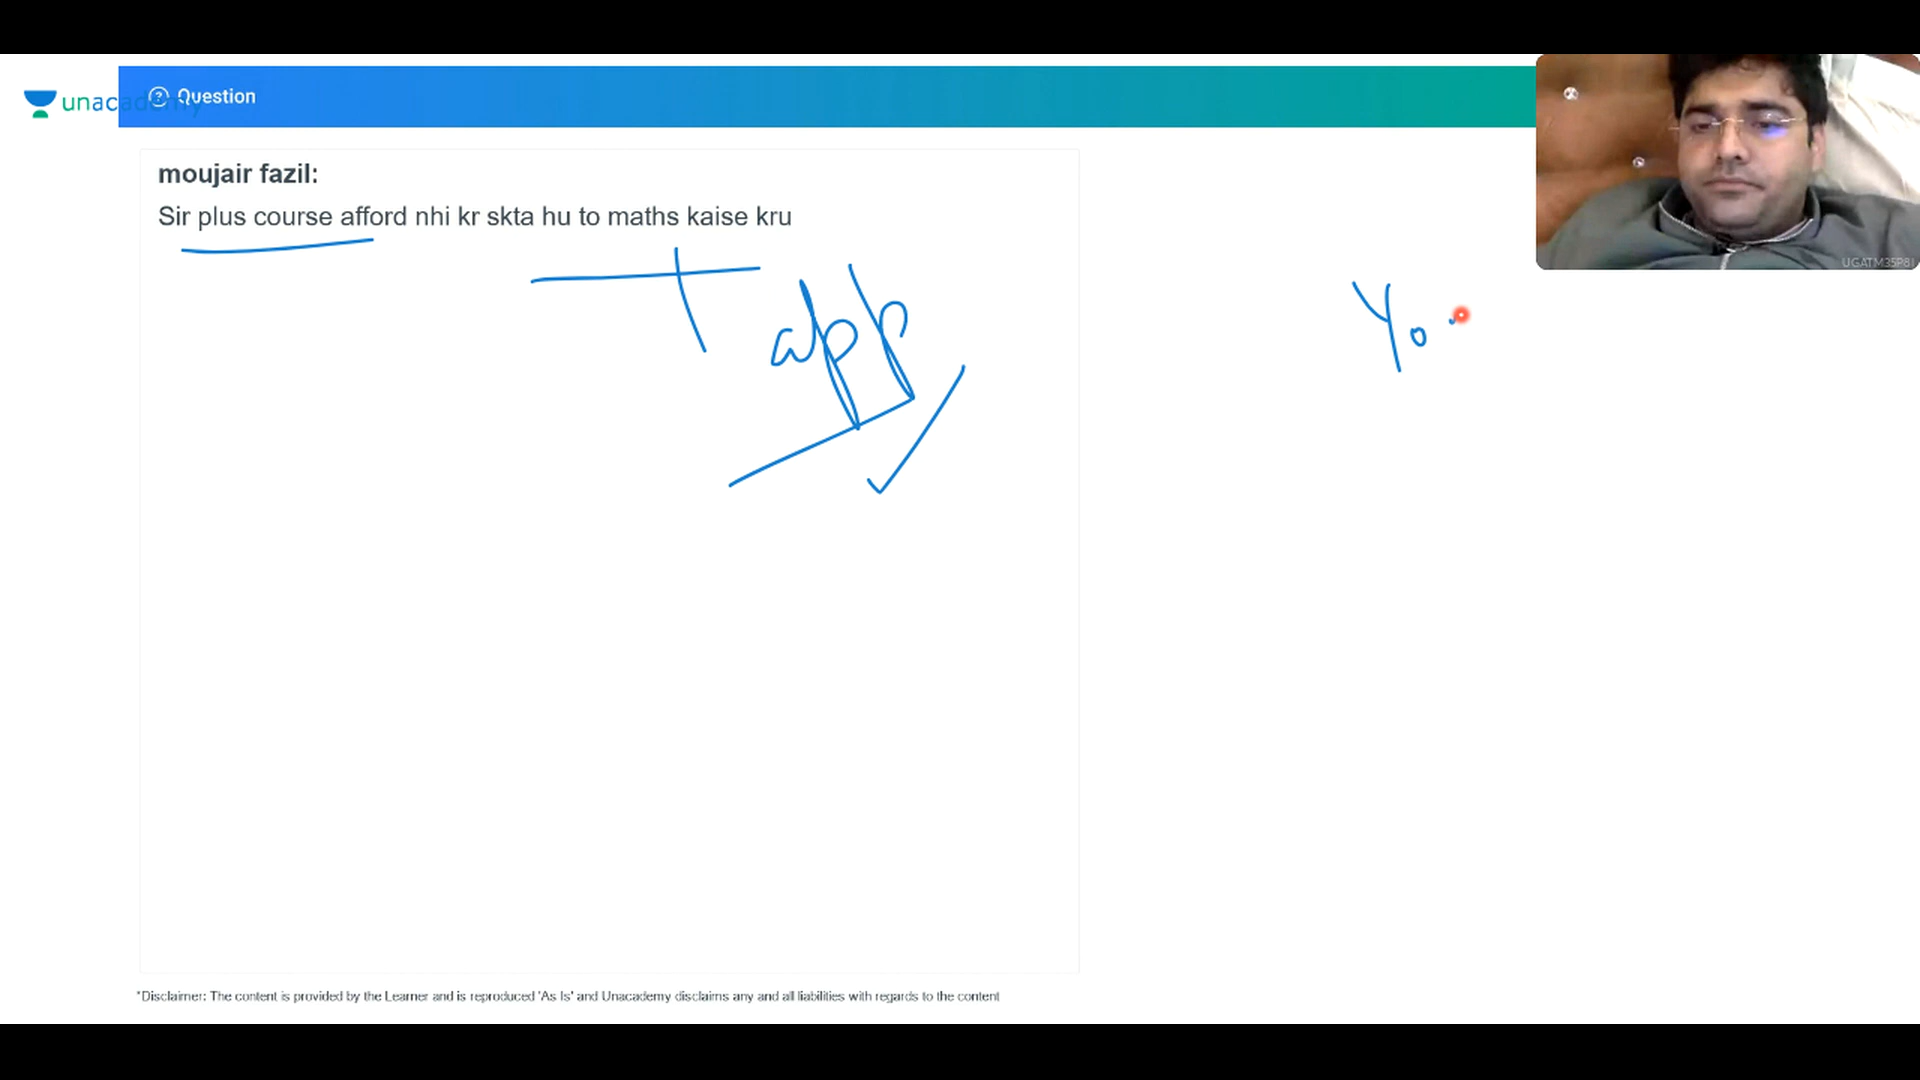 unacademy
Question
moujair fazil:
Sir plus course afford nhi kr skta hu to maths kaise kru
app
Yo
UGATM35P8I
*Disclaimer: The content is provided by the Learner and is reproduced 'As Is' and Unacademy disclaims any and all liabilities with regards to the content